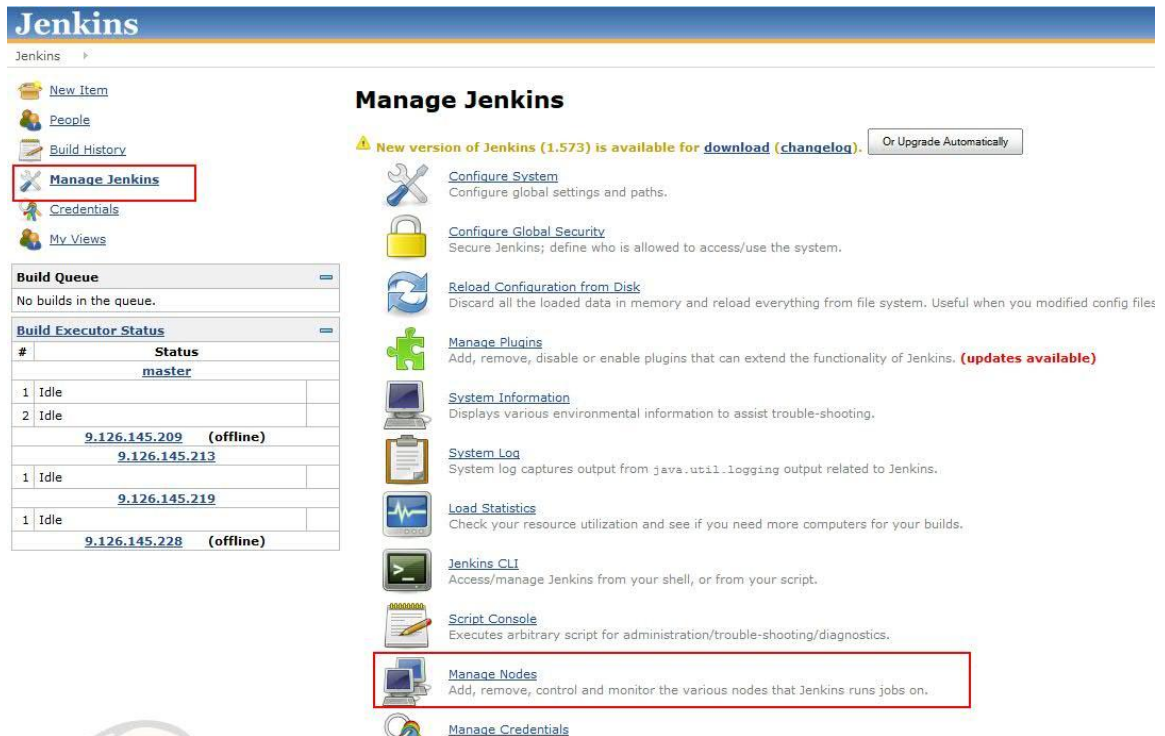 Jenkins
Jenkins
New Item
People
Build History
Manage Jenkins
Credentials
My Views
Build Queue
No builds in the queue.
Build Executor Status
# Status
master
1 Idle
2 Idle
9.126.145.209 (offline)
9.126.145.213
1 Idle
9.126.145.219
1 Idle
9.126.145.228 (offline)
Manage Jenkins
New version of Jenkins (1.573) is available for download (changelog). Or Upgrade Automatically
Configure System
Configure global settings and paths.
Configure Global Security
Secure Jenkins; define who is allowed to access/use the system.
Reload Configuration from Disk
Discard all the loaded data in memory and reload everything from file system. Useful when you modified config files
Manage Plugins
Add, remove, disable or enable plugins that can extend the functionality of Jenkins. (updates available)
System Information
Displays various environmental information to assist trouble-shooting.
System Log
System log captures output from java.util.logging output related to Jenkins.
Load Statistics
Check your resource utilization and see if you need more computers for your builds.
Jenkins CLI
Access/manage Jenkins from your shell, or from your script.
Script Console
Executes arbitrary script for administration/trouble-shooting/diagnostics.
Manage Nodes
Add, remove, control and monitor the various nodes that Jenkins runs jobs on.
Manage Credentials